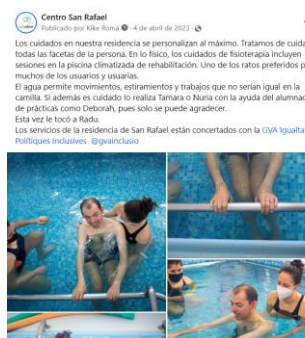 Centro San Rafael
Publicado por Kike Romá · 4 de abril de 2023 ·
Los cuidados en nuestra residencia se personalizan al máximo. Tratamos de cuida
todas las facetas de la persona. En lo físico, los cuidados de fisioterapia incluyen
sesiones en la piscina climatizada de rehabilitación. Uno de los ratos preferidos p
muchos de los usuarios y usuarias.
El agua permite movimientos, estiramientos y trabajos que no serían igual en la
camilla. Si además es cuidado lo realiza Tamara o Nuria con la ayuda del alumnad
de prácticas como Deborah, pues solo se puede agradecer.
Esta vez le tocó a Radu.
Los servicios de la residencia de San Rafael están concertados con la GVA Igualta
Polítiques Inclusives @gvainclusio